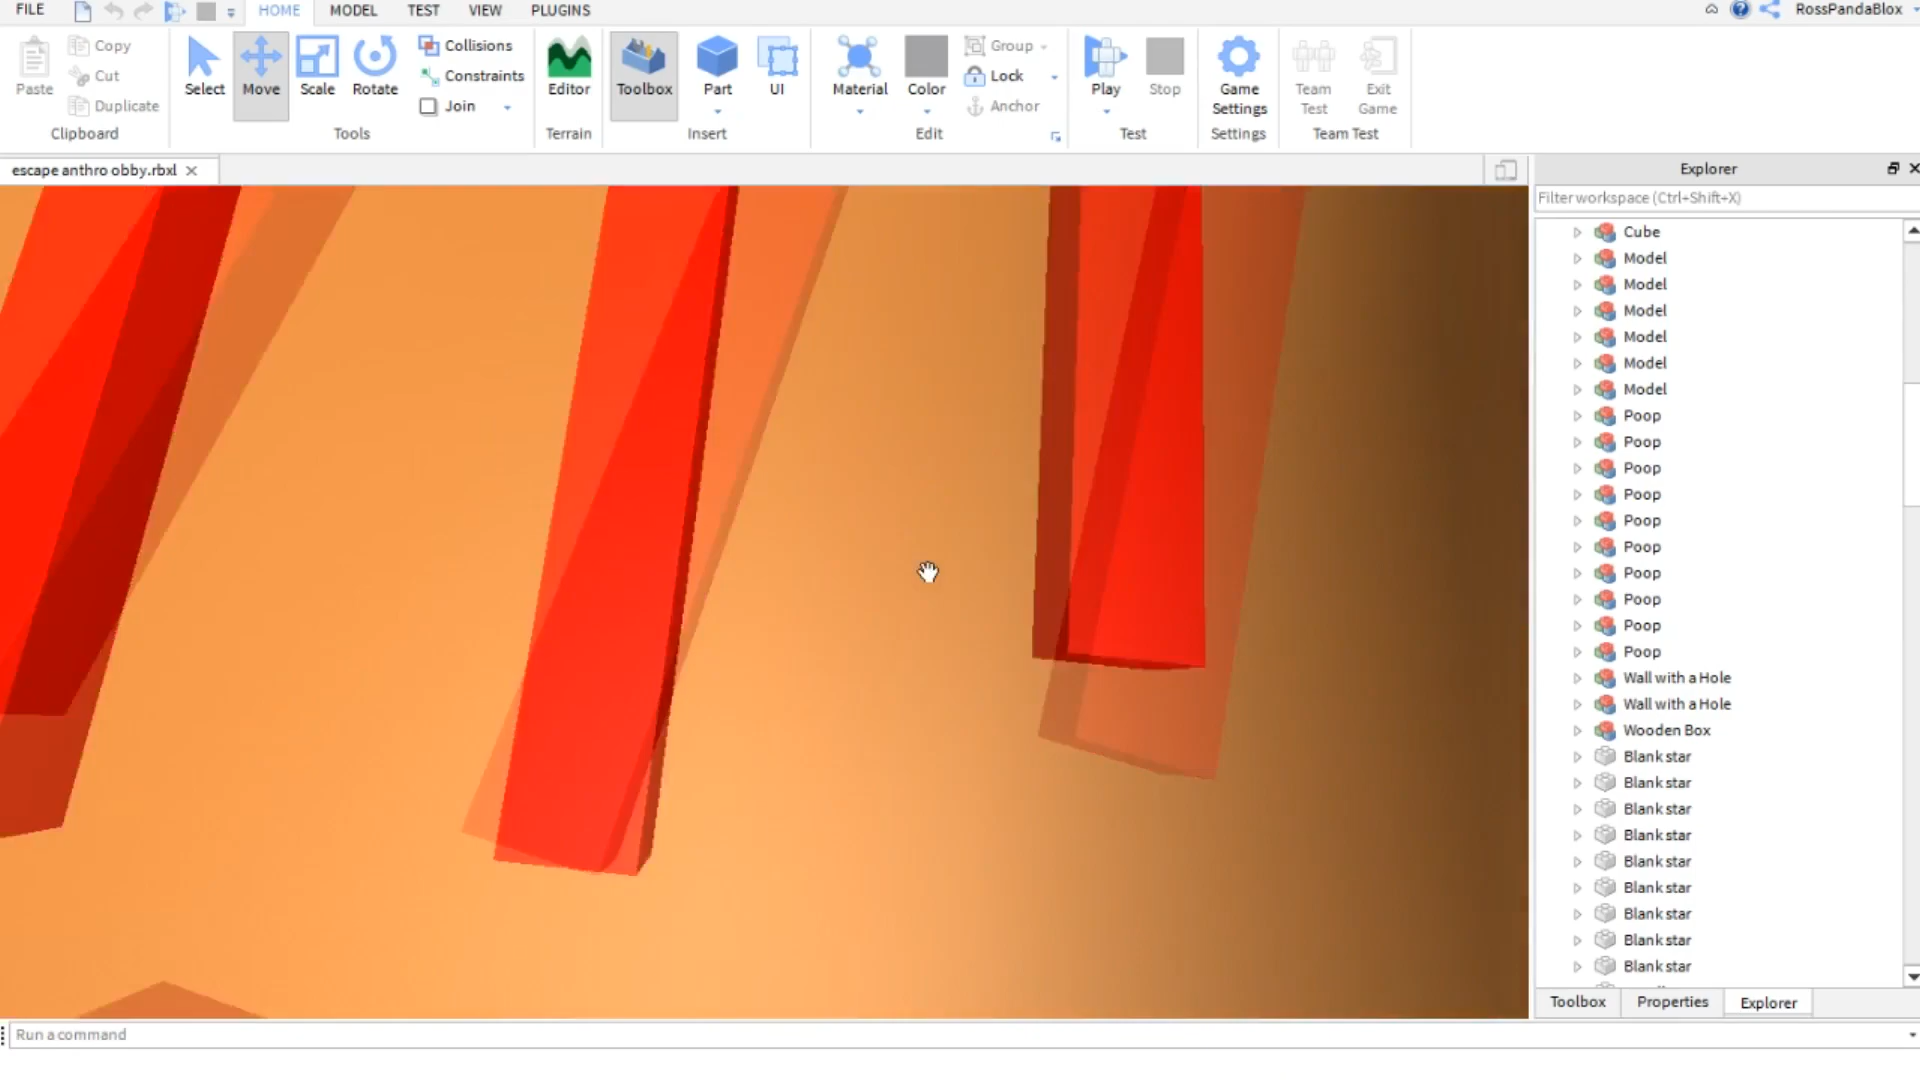 FILE HOME MODEL TEST VIEW PLUGINS RossPandaBlox
Paste Copy Cut Duplicate Clipboard
Select Move Scale Rotate Collisions Constraints Join Tools
Editor Terrain
Toolbox Part UI Insert
Material Color Group Lock Anchor Edit
Play Stop Test
Game Settings Settings
Team Test Exit Game Team Test
escape anthro obby.rbxl
Explorer
Filter workspace (Ctrl+Shift+X)
Cube
Model
Model
Model
Model
Model
Model
Poop
Poop
Poop
Poop
Poop
Poop
Poop
Poop
Poop
Poop
Wall with a Hole
Wall with a Hole
Wooden Box
Blank star
Blank star
Blank star
Blank star
Blank star
Blank star
Blank star
Blank star
Blank star
Toolbox Properties Explorer
Run a command